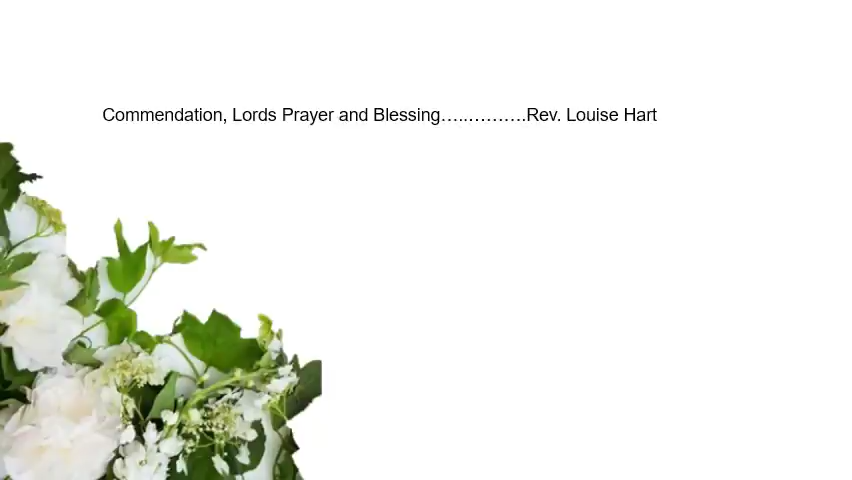 Commendation, Lords Prayer and Blessing…..……….Rev. Louise Hart